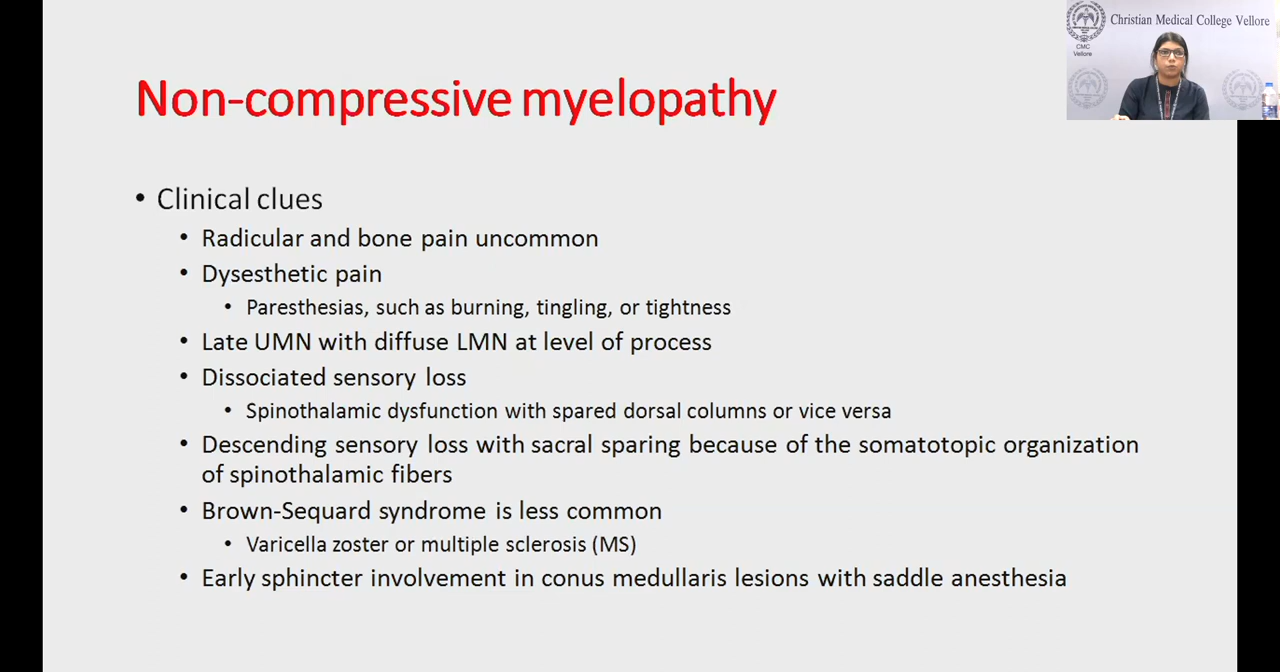 Christian Medical College Vellore
CMC
Vellore
Non-compressive myelopathy
• Clinical clues
• Radicular and bone pain uncommon
• Dysesthetic pain
• Paresthesias, such as burning, tingling, or tightness
• Late UMN with diffuse LMN at level of process
• Dissociated sensory loss
• Spinothalamic dysfunction with spared dorsal columns or vice versa
• Descending sensory loss with sacral sparing because of the somatotopic organization
of spinothalamic fibers
• Brown-Sequard syndrome is less common
• Varicella zoster or multiple sclerosis (MS)
• Early sphincter involvement in conus medullaris lesions with saddle anesthesia